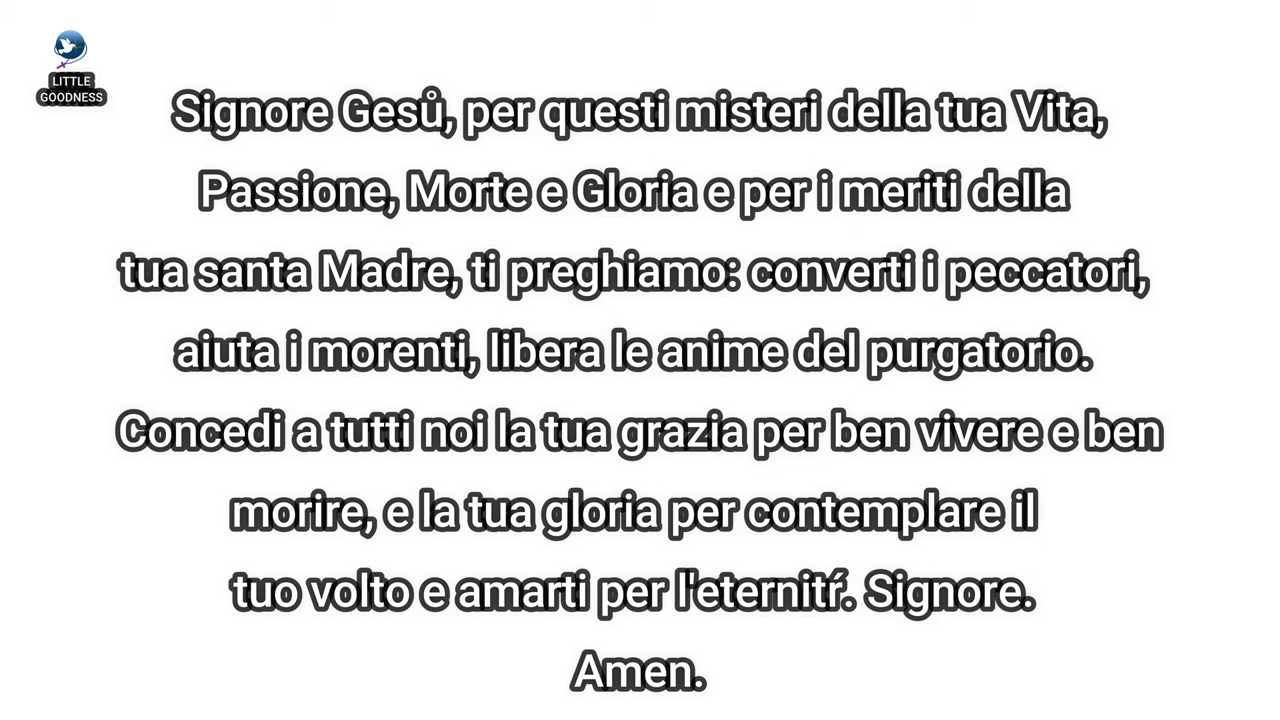 LITTLE
GOODNESS
Signore Gesů, per questi misteri della tua Vita,
Passione, Morte e Gloria e per i meriti della
tua santa Madre, ti preghiamo: converti i peccatori,
aiuta i morenti, libera le anime del purgatorio.
Concedi a tutti noi la tua grazia per ben vivere e ben
morire, e la tua gloria per contemplare il
tuo volto e amarti per l'eternitŕ. Signore.
Amen.